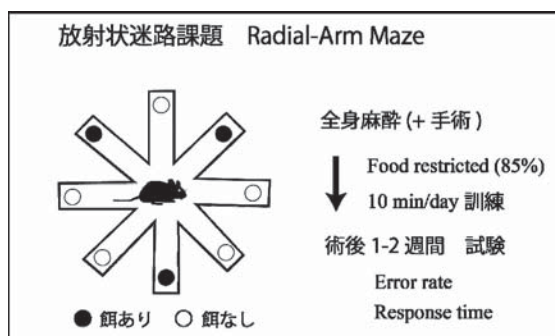 放射状迷路課題 Radial-Arm Maze
全身麻酔 (+ 手術 )
Food restricted (85%)
10 min/day 訓練
術後 1-2 週間 試験
Error rate
Response time
● 餌あり ○ 餌なし